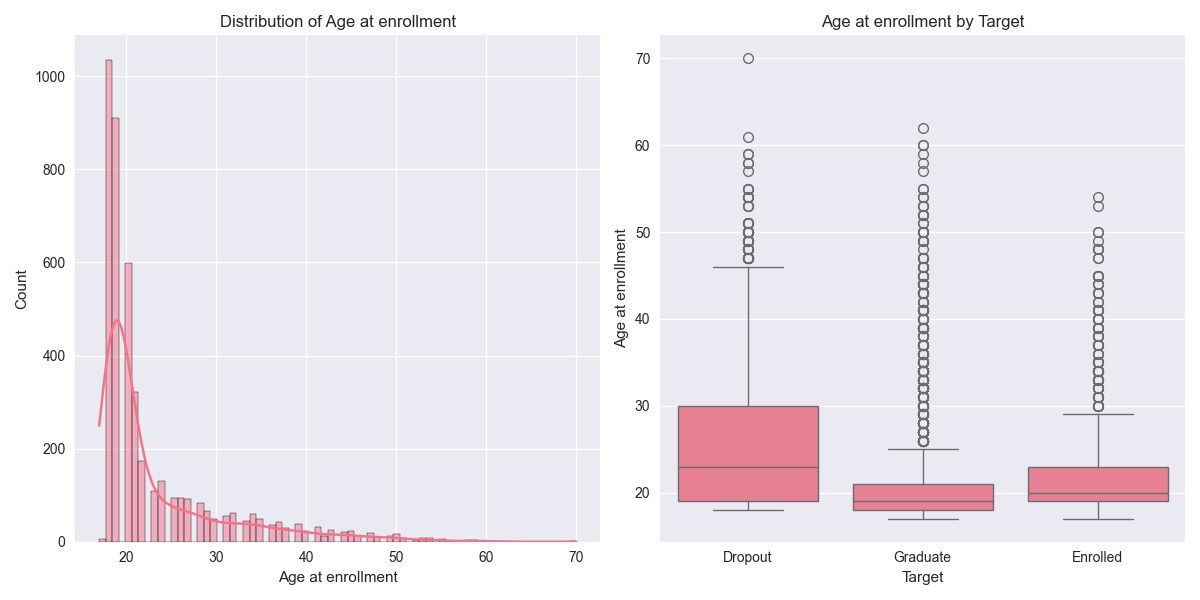 Distribution of Age at enrollment
Count
1000
800
600
400
200
0
20 30 40 50 60 70
Age at enrollment
Age at enrollment by Target
Age at enrollment
70
60
50
40
30
20
Dropout Graduate Enrolled
Target